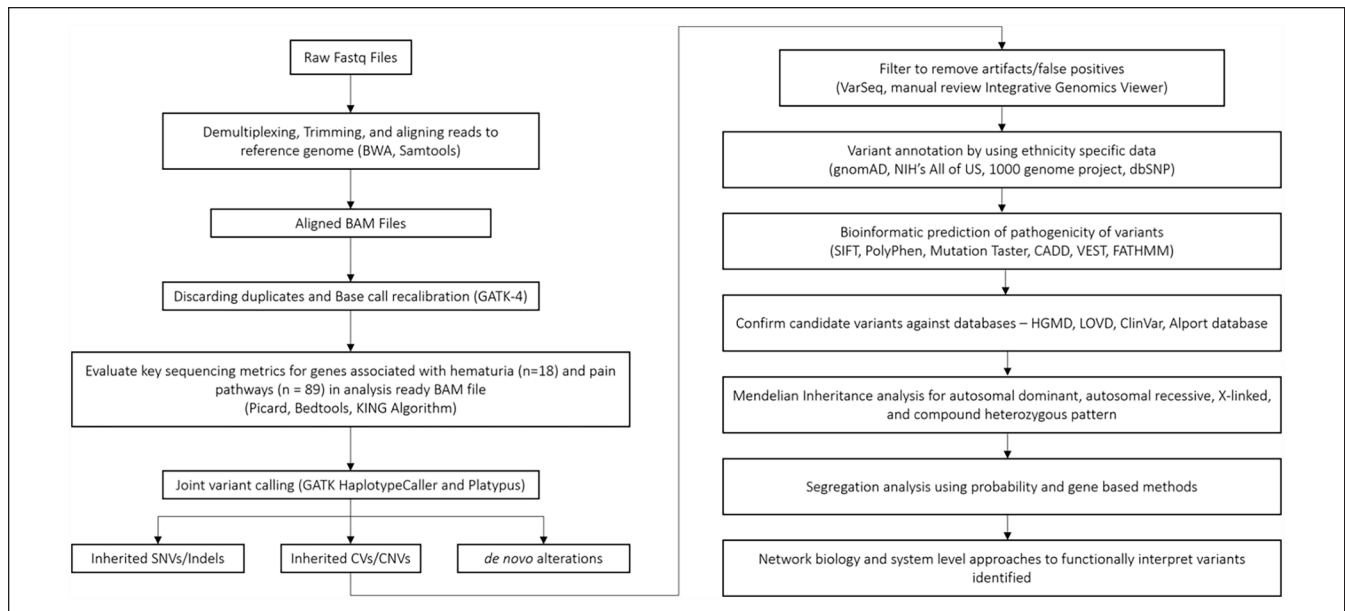 Raw Fastq Files
Demultiplexing, Trimming, and aligning reads to
reference genome (BWA, Samtools)
Aligned BAM Files
Discarding duplicates and Base call recalibration (GATK-4)
Evaluate key sequencing metrics for genes associated with hematuria (n=18) and pain
pathways (n = 89) in analysis ready BAM file
(Picard, Bedtools, KING Algorithm)
Joint variant calling (GATK HaplotypeCaller and Platypus)
Inherited SNVs/Indels
Inherited CVs/CNVs
de novo alterations
Filter to remove artifacts/false positives
(VarSeq, manual review Integrative Genomics Viewer)
Variant annotation by using ethnicity specific data
(gnomAD, NIH's All of US, 1000 genome project, dbSNP)
Bioinformatic prediction of pathogenicity of variants
(SIFT, PolyPhen, Mutation Taster, CADD, VEST, FATHMM)
Confirm candidate variants against databases – HGMD, LOVD, ClinVar, Alport database
Mendelian Inheritance analysis for autosomal dominant, autosomal recessive, X-linked,
and compound heterozygous pattern
Segregation analysis using probability and gene based methods
Network biology and system level approaches to functionally interpret variants
identified